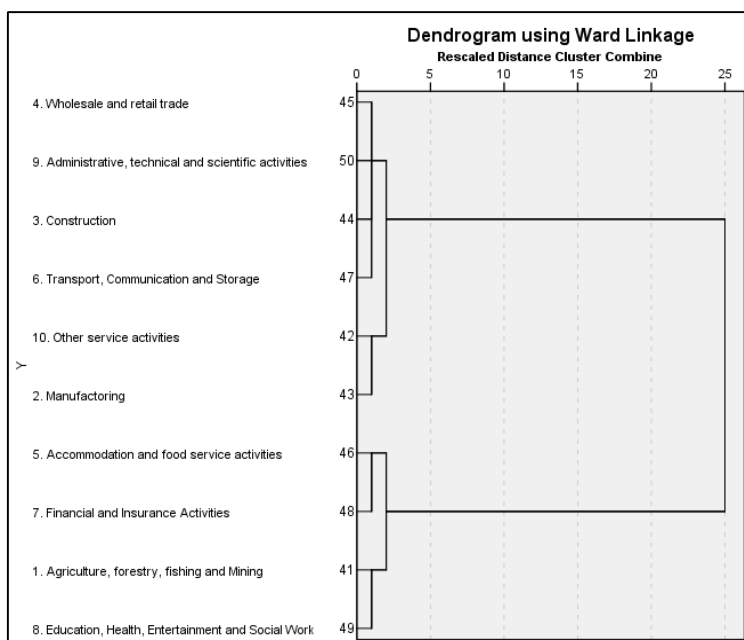 Dendrogram using Ward Linkage
Rescaled Distance Cluster Combine
0 5 10 15 20 25
4. Wholesale and retail trade 45
9. Administrative, technical and scientific activities 50
3. Construction 44
6. Transport, Communication and Storage 47
10. Other service activities 42
Y
2. Manufactoring 43
5. Accommodation and food service activities 46
7. Financial and Insurance Activities 48
1. Agriculture, forestry, fishing and Mining 41
8. Education, Health, Entertainment and Social Work 49